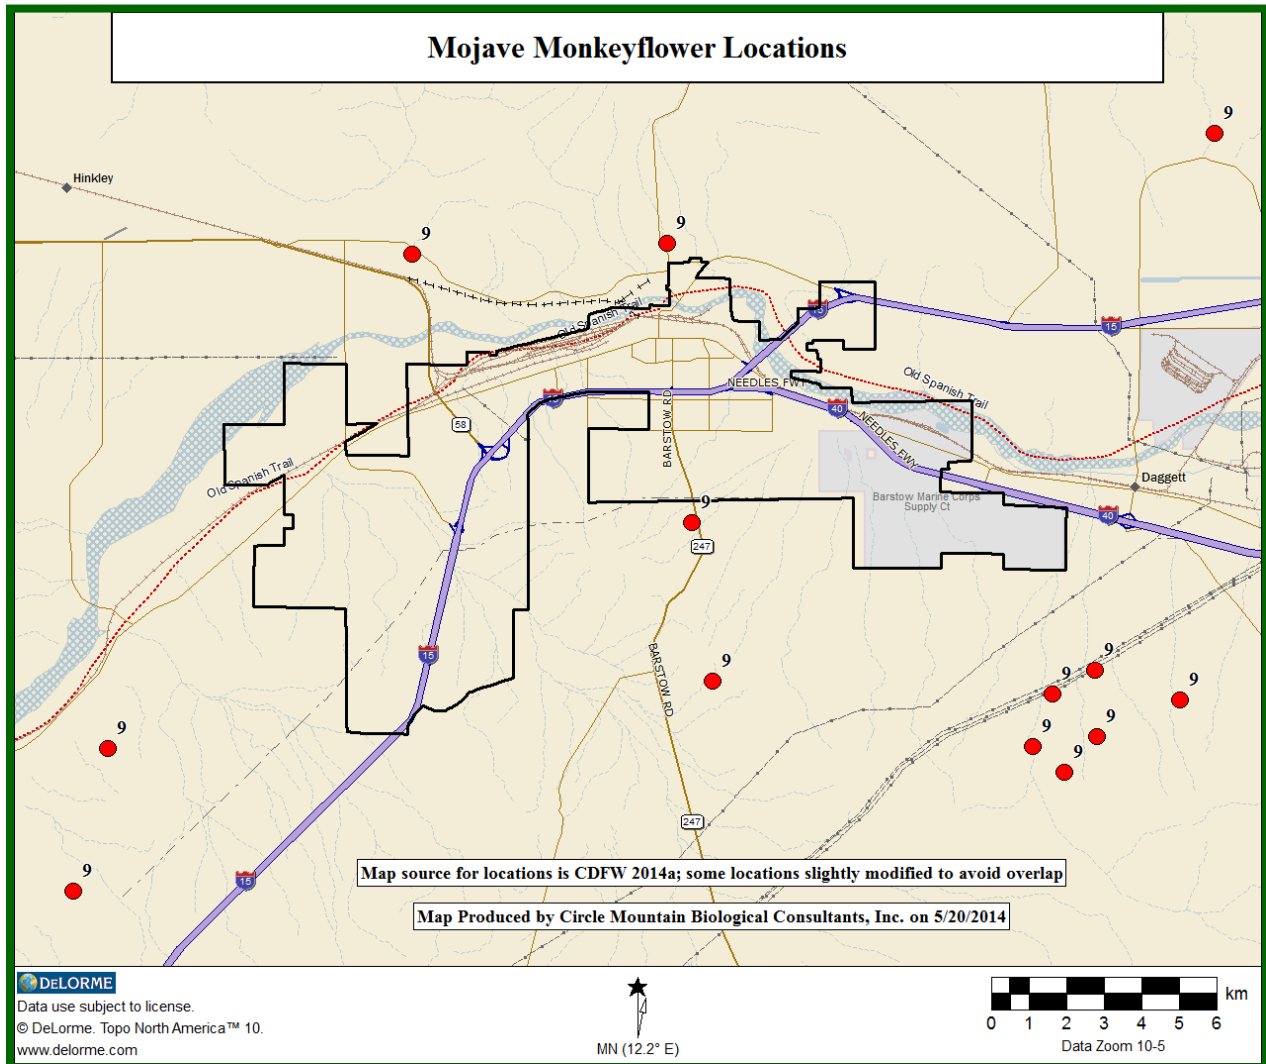 Mojave Monkeyflower Locations
9
Hinkley
9
9
Old Spanish Trail
15
15
Old Spanish Trail
NEEDLES FWY
BARSTOW RD
40
NEEDLES FWY
58
Old Spanish Trail
Daggett
Barstow Marine Corps
Supply Ct
9
40
247
15
BARSTOW RD
9
9
9
9
9
9
9
9
247
9
15
Map source for locations is CDFW 2014a; some locations slightly modified to avoid overlap
Map Produced by Circle Mountain Biological Consultants, Inc. on 5/20/2014
DELORME
Data use subject to license.
© DeLorme. Topo North America™ 10.
www.delorme.com
MN (12.2° E)
km
0 1 2 3 4 5 6
Data Zoom 10-5